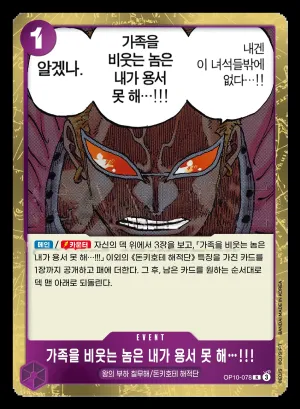 1
알겠나.
가족을
비웃는 놈은
내가 용서
못 해…!!!
내겐
이 녀석들밖에
없다…!!
메인 / 카운터 자신의 덱 위에서 3장을 보고, 「가족을 비웃는 놈은
내가 용서 못 해…!!!」 이외의 《돈키호테 해적단》 특징을 가진 카드를
1장까지 공개하고 패에 더한다. 그 후, 남은 카드를 원하는 순서대로
덱 맨 아래로 되돌린다.
EVENT
가족을 비웃는 놈은 내가 용서 못 해…!!!
왕의 부하 칠무해/돈키호테 해적단
OP10-078 R 3